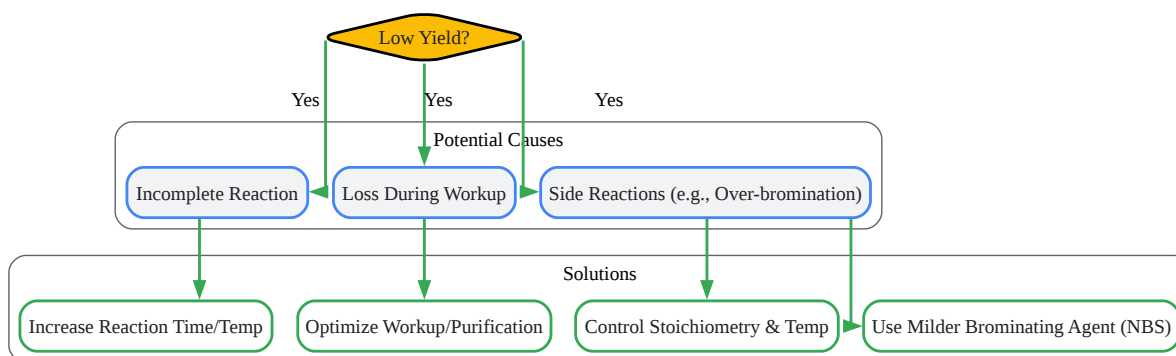 Low Yield?
Yes
Yes
Yes
Potential Causes
Incomplete Reaction
Loss During Workup
Side Reactions (e.g., Over-bromination)
Solutions
Increase Reaction Time/Temp
Optimize Workup/Purification
Control Stoichiometry & Temp
Use Milder Brominating Agent (NBS)